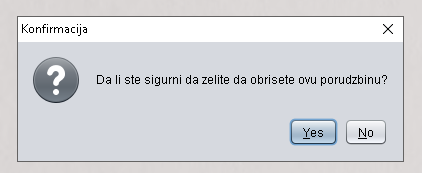 Konfirmacija
Da li ste sigurni da zelite da obrisete ovu porudzbinu?
Yes No